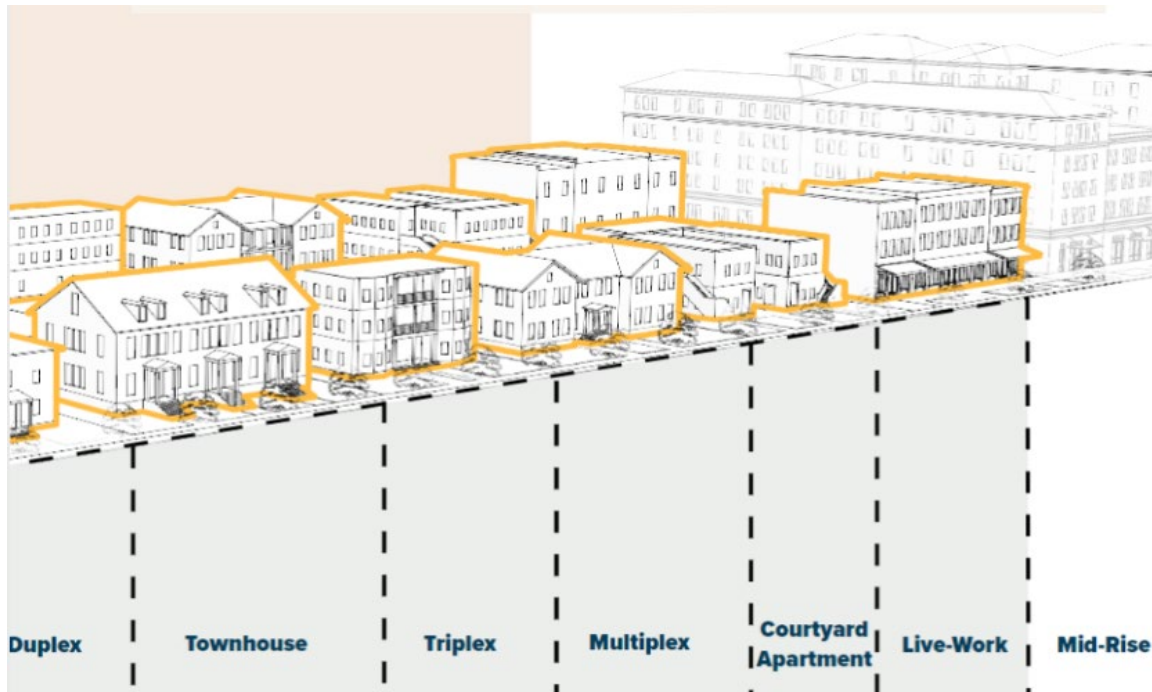 Duplex
Townhouse
Triplex
Multiplex
Courtyard
Apartment
Live-Work
Mid-Rise